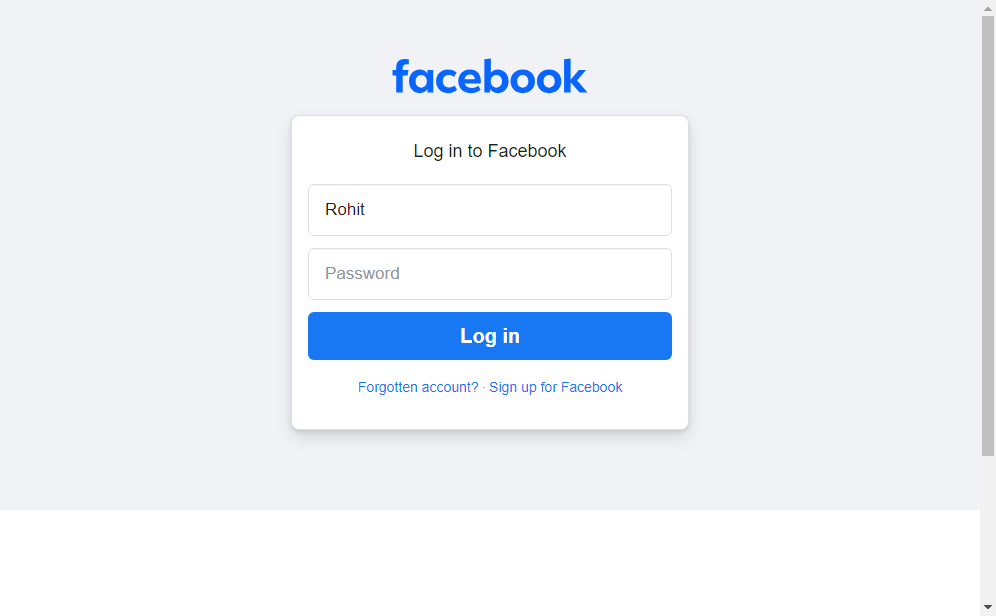 facebook
Log in to Facebook
Rohit
Password
Log in
Forgotten account? · Sign up for Facebook